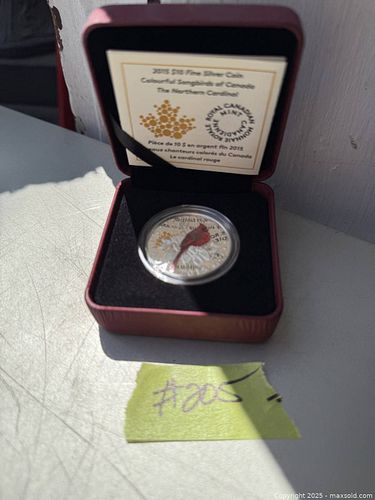 2015 $10 Fine Silver Coin
Colourful Songbirds of Canada
The Northern Cardinal
ROYAL CANADIAN MINT
MONNAIE ROYALE CANADIENNE
Pièce de 10 $ en argent fin 2015
Oiseaux chanteurs colorés du Canada
Le cardinal rouge
#205
Copyright 2025 - maxsold.com